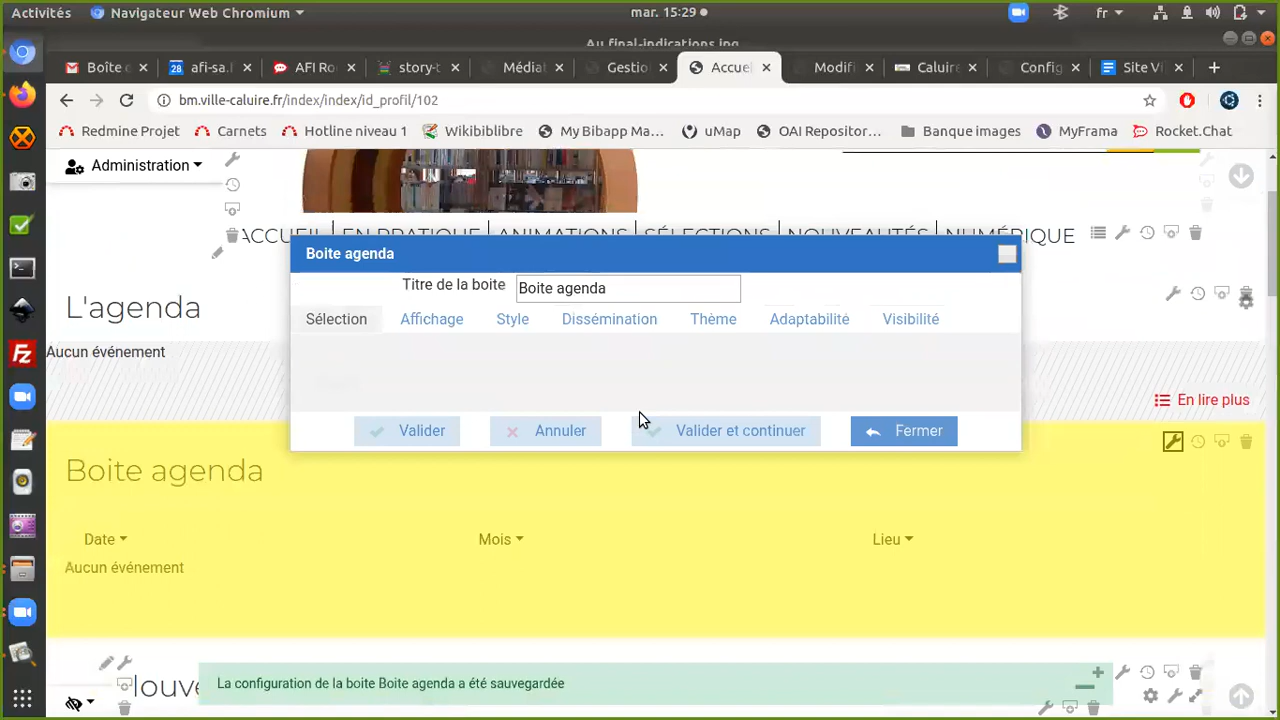 Activités Navigateur Web Chromium mar. 15:29 fr
Au final-indications.jpg
Boîte afi-sa. AFI Ro story-t Médiat Gestio Accue Modifi Caluire Config Site Vi
bm.ville-caluire.fr/index/index/id_profil/102
Redmine Projet Carnets Hotline niveau 1 Wikibiblibre My Bibapp Ma... uMap OAI Repositor... Banque images MyFrama Rocket.Chat
Administration
ACCUEIL EN PRATIQUE ANIMATIONS SÉLECTIONS NOUVEAUTÉS NUMÉRIQUE
Boite agenda
Titre de la boite Boite agenda
L'agenda
Sélection Affichage Style Dissémination Thème Adaptabilité Visibilité
Aucun événement
En lire plus
Valider Annuler Valider et continuer Fermer
Boite agenda
Date Mois Lieu
Aucun événement
La configuration de la boite Boite agenda a été sauvegardée